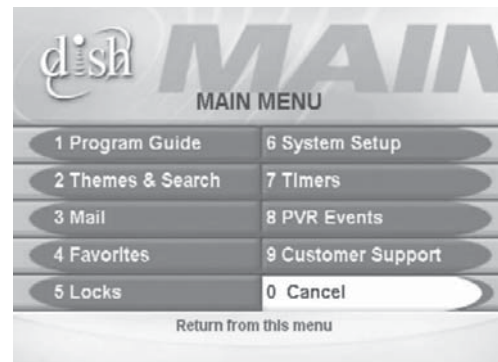 dish
MAIN
MAIN MENU
1 Program Guide
2 Themes & Search
3 Mail
4 Favorites
5 Locks
6 System Setup
7 Timers
8 PVR Events
9 Customer Support
0 Cancel
Return from this menu